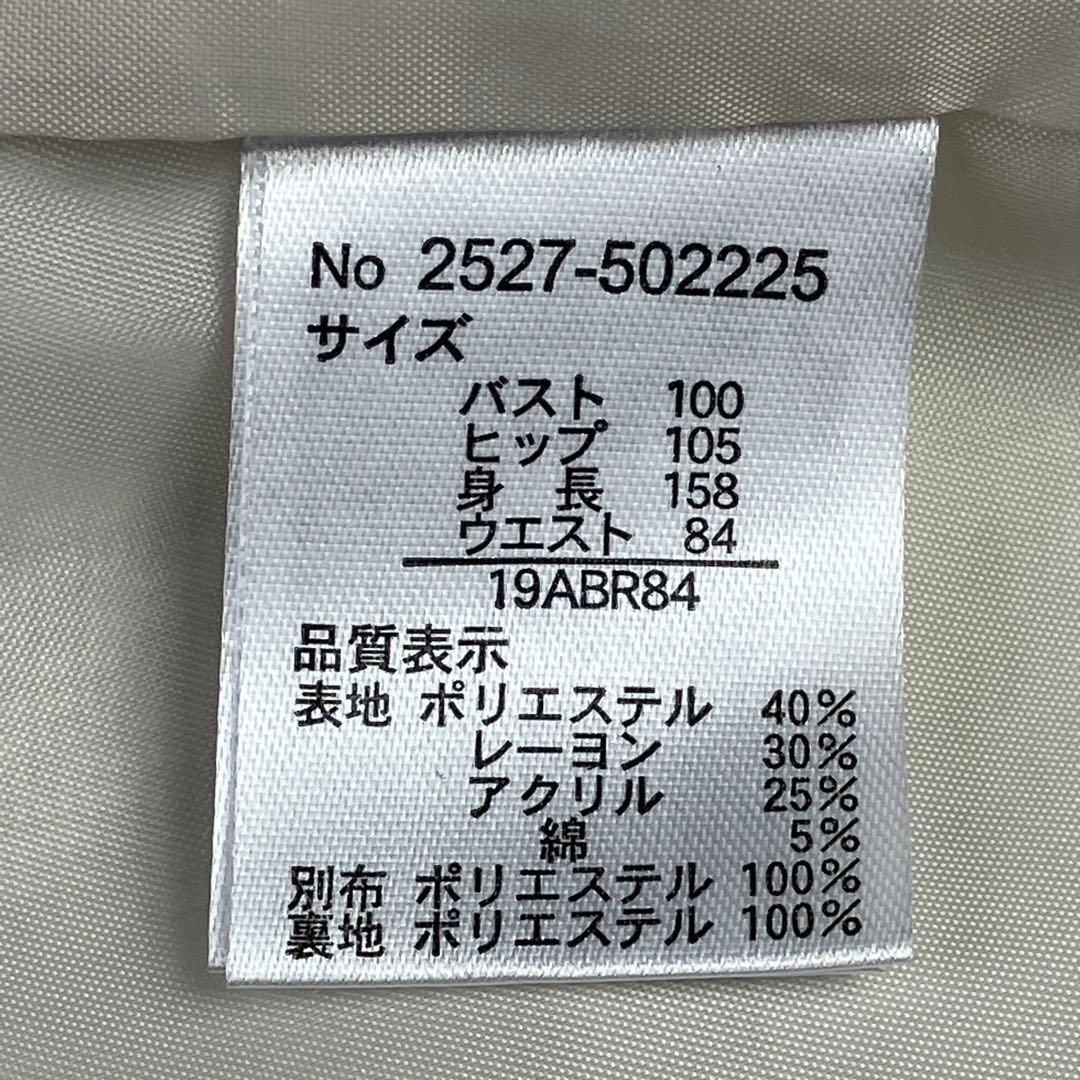 No 2527-502225
サイズ
バスト 100
ヒップ 105
身 長 158
ウエスト 84
19ABR84
品質表示
表地 ポリエステル 40%
レーヨン 30%
アクリル 25%
綿 5%
別布 ポリエステル 100%
裏地 ポリエステル 100%